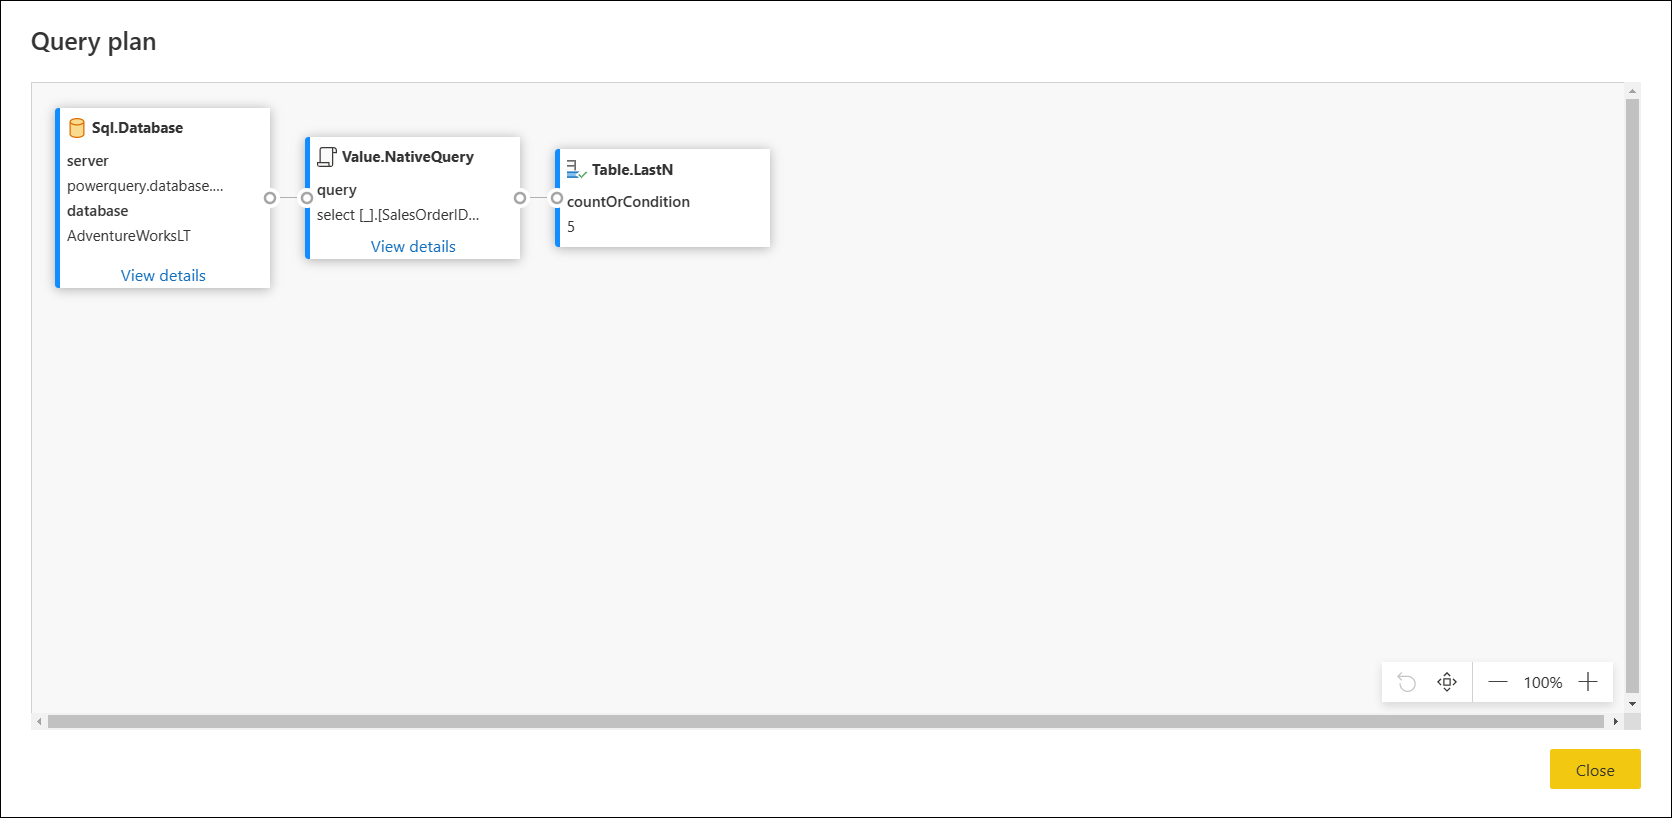 Query plan
Sql.Database
server
powerquery.database....
database
AdventureWorksLT
View details
Value.NativeQuery
query
select [_].[SalesOrderID...
View details
Table.LastN
countOrCondition
5
100%
Close